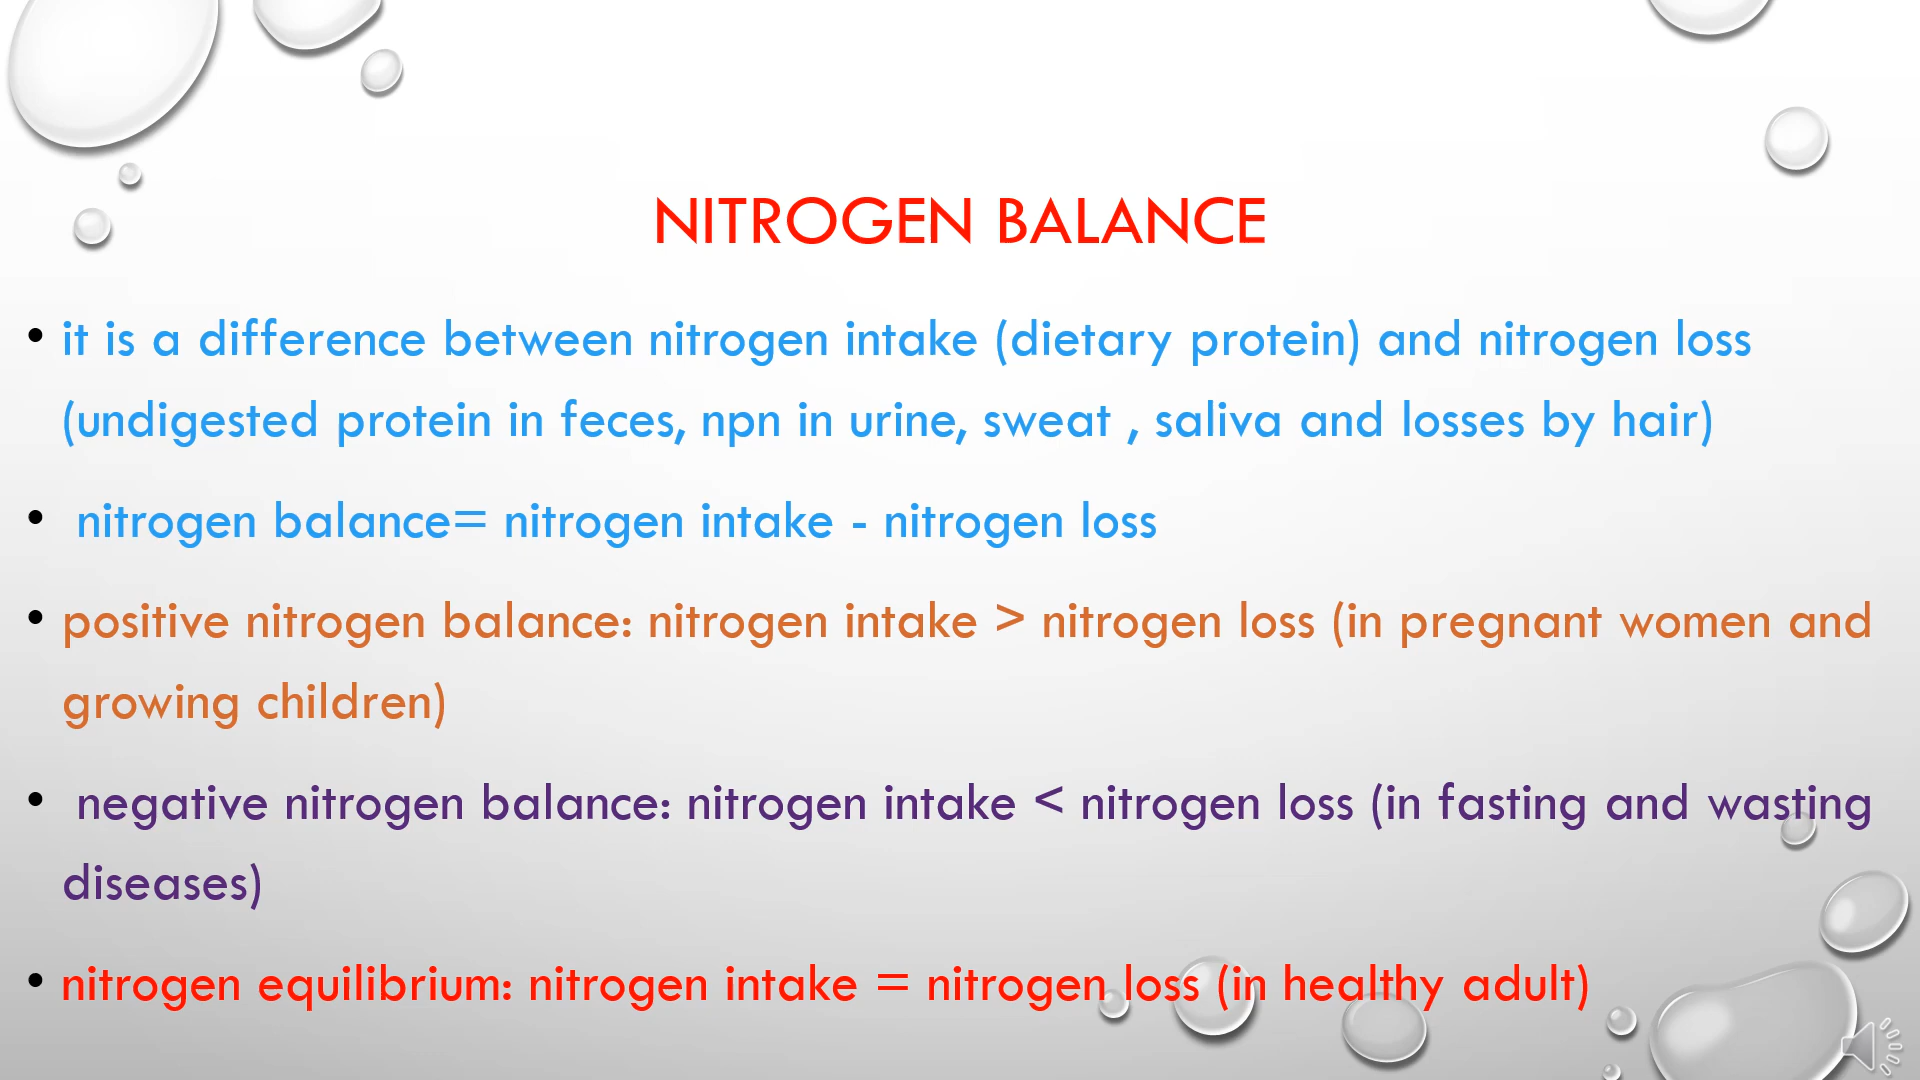 NITROGEN BALANCE
• it is a difference between nitrogen intake (dietary protein) and nitrogen loss
(undigested protein in feces, npn in urine, sweat , saliva and losses by hair)
• nitrogen balance= nitrogen intake - nitrogen loss
• positive nitrogen balance: nitrogen intake > nitrogen loss (in pregnant women and
growing children)
• negative nitrogen balance: nitrogen intake < nitrogen loss (in fasting and wasting
diseases)
• nitrogen equilibrium: nitrogen intake = nitrogen loss (in healthy adult)